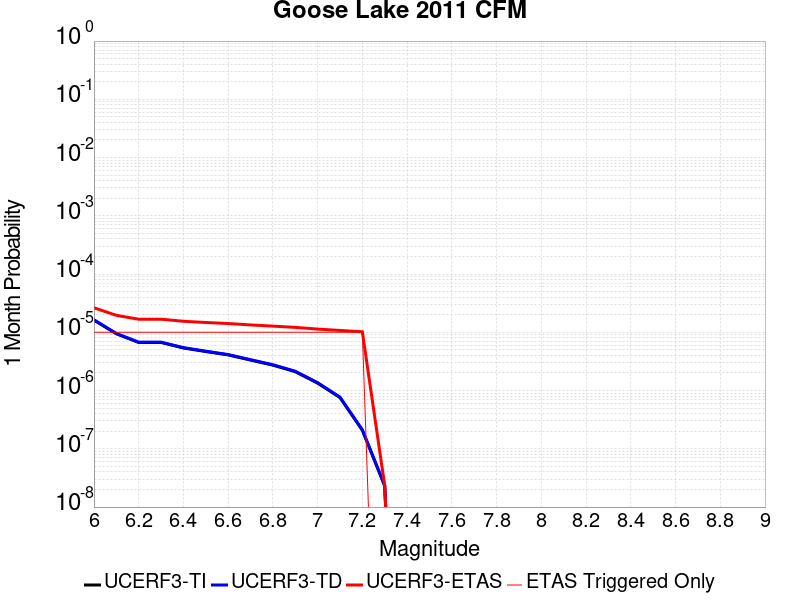 Goose Lake 2011 CFM
10^0
10^-1
10^-2
10^-3
10^-4
10^-5
10^-6
10^-7
10^-8
1 Month Probability
6 6.2 6.4 6.6 6.8 7 7.2 7.4 7.6 7.8 8 8.2 8.4 8.6 8.8 9
Magnitude
UCERF3-TI UCERF3-TD UCERF3-ETAS ETAS Triggered Only